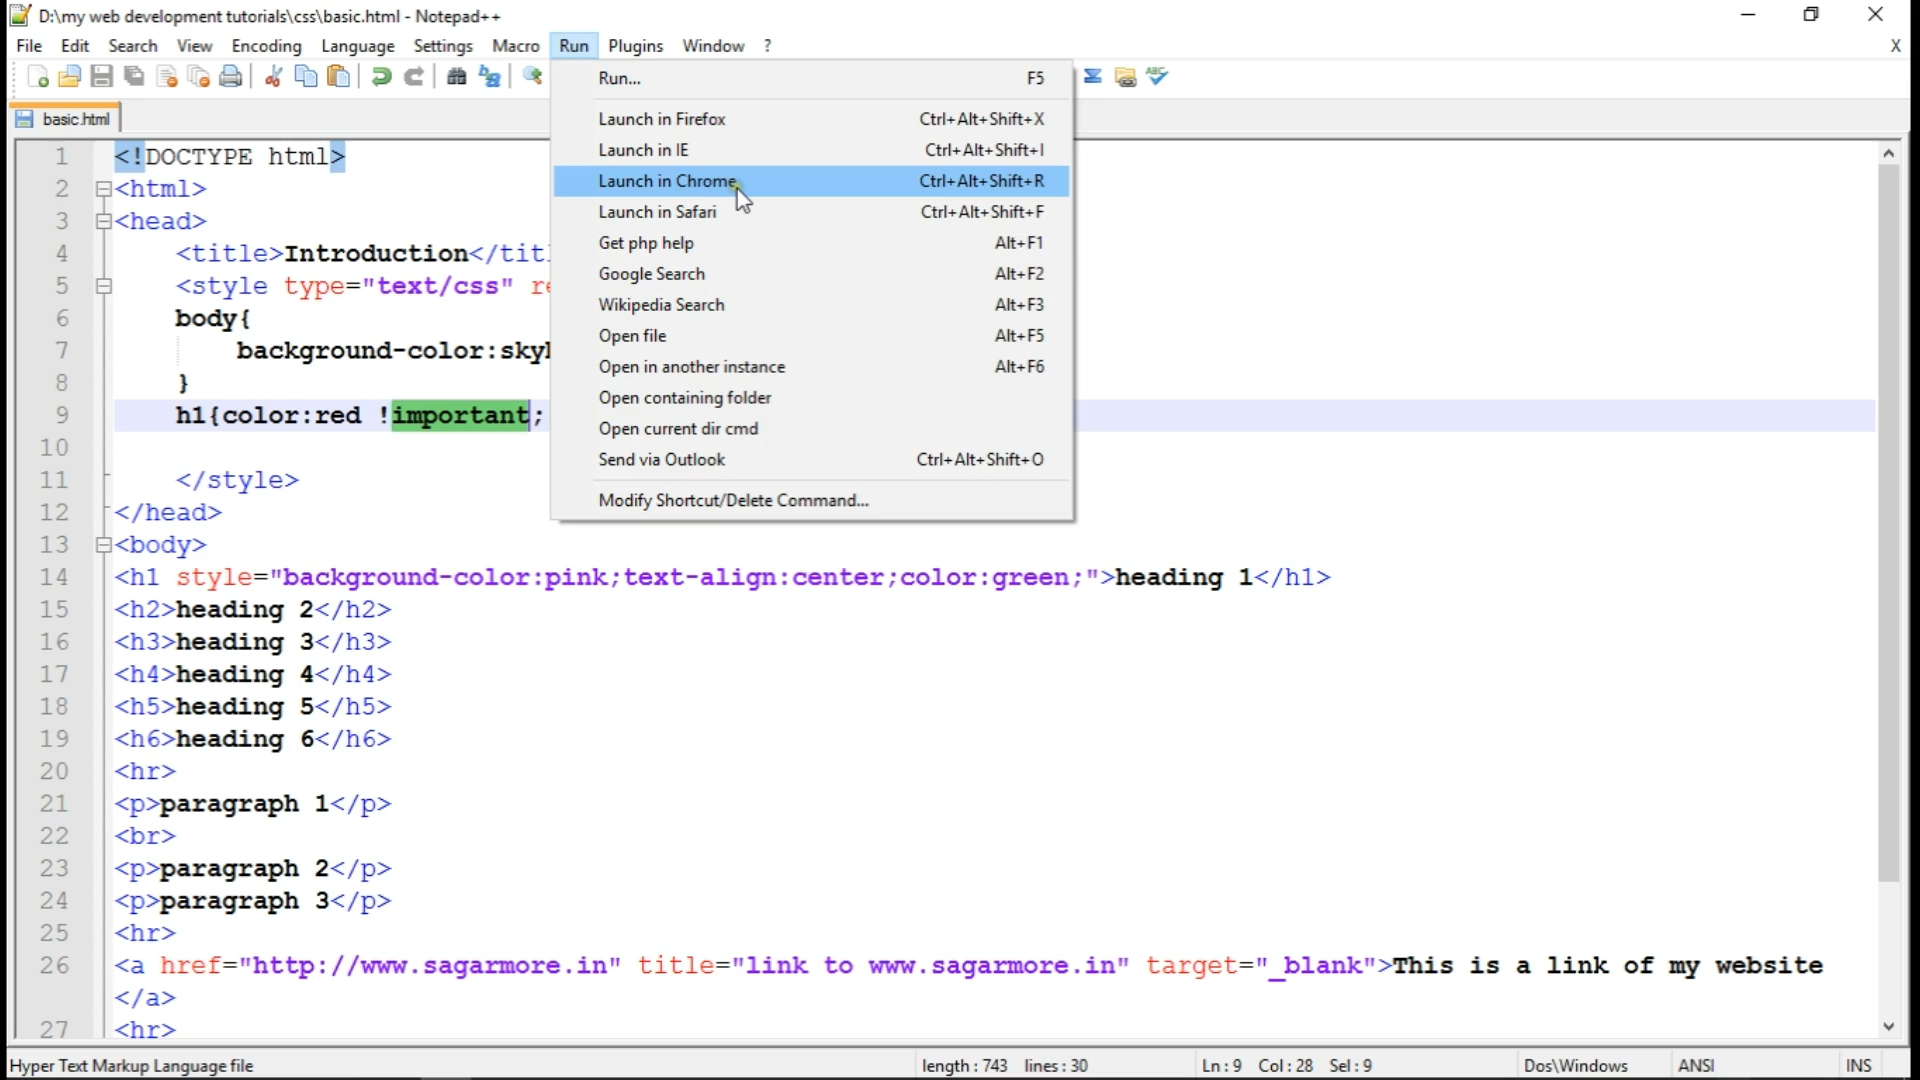 D:\my web development tutorials\css\basic.html - Notepad++
File Edit Search View Encoding Language Settings Macro Run Plugins Window ? X
Run... F5
basic.html
Launch in Firefox Ctrl+Alt+Shift+X
Launch in IE Ctrl+Alt+Shift+I
Launch in Chrome Ctrl+Alt+Shift+R
Launch in Safari Ctrl+Alt+Shift+F
Get php help Alt+F1
Google Search Alt+F2
Wikipedia Search Alt+F3
Open file Alt+F5
Open in another instance Alt+F6
Open containing folder
Open current dir cmd
Send via Outlook Ctrl+Alt+Shift+O
Modify Shortcut/Delete Command...
1 <!DOCTYPE html>
2 <html>
3 <head>
4 <title>Introduction</titl
5 <style type="text/css" re
6 body{
7 background-color:sky
8 }
9 h1{color:red !important;
10
11 </style>
12 </head>
13 <body>
14 <h1 style="background-color:pink;text-align:center;color:green;">heading 1</h1>
15 <h2>heading 2</h2>
16 <h3>heading 3</h3>
17 <h4>heading 4</h4>
18 <h5>heading 5</h5>
19 <h6>heading 6</h6>
20 <hr>
21 <p>paragraph 1</p>
22 <br>
23 <p>paragraph 2</p>
24 <p>paragraph 3</p>
25 <hr>
26 <a href="http://www.sagarmore.in" title="link to www.sagarmore.in" target="_blank">This is a link of my website
</a>
27 <hr>
Hyper Text Markup Language file length : 743 lines : 30 Ln : 9 Col : 28 Sel : 9 Dos\Windows ANSI INS